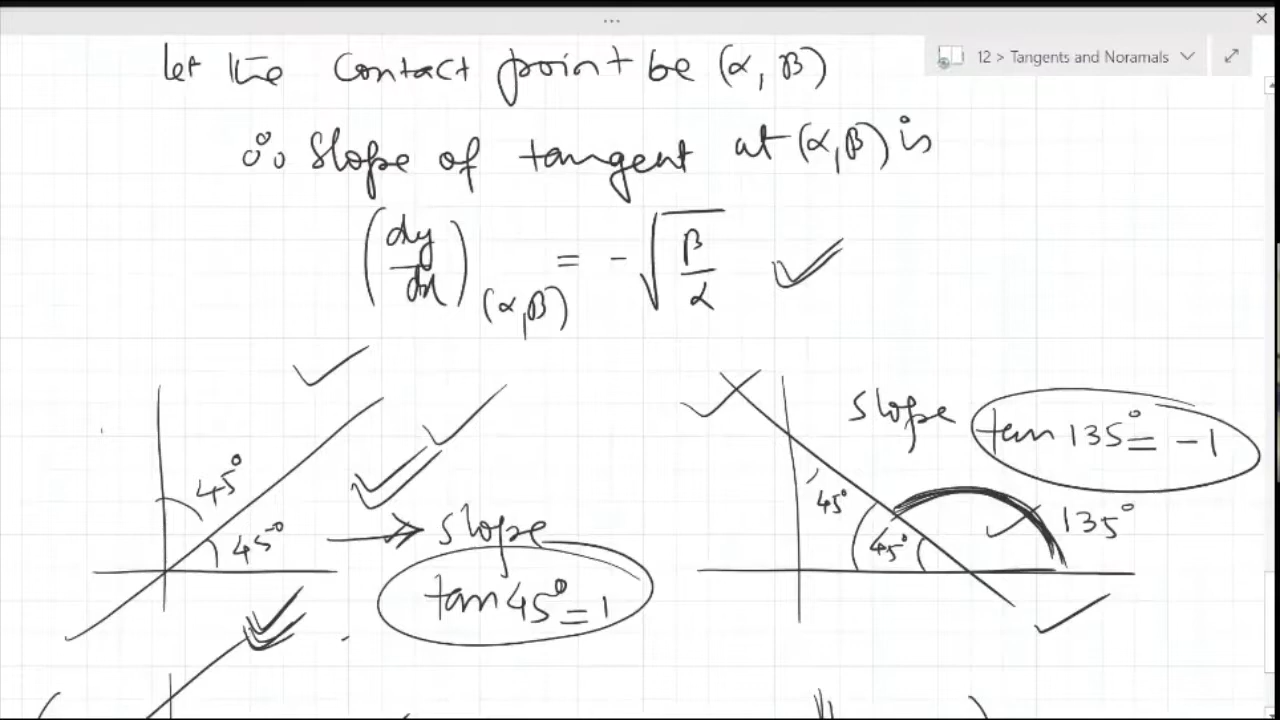 12 > Tangents and Noramals
let the contact point be (α, β)
∴ Slope of tangent at (α, β) is
(dy/dx)(α, β) = -√(β/α)
45°
45°
slope
tan 45° = 1
slope
tan 135° = -1
45°
45°
135°